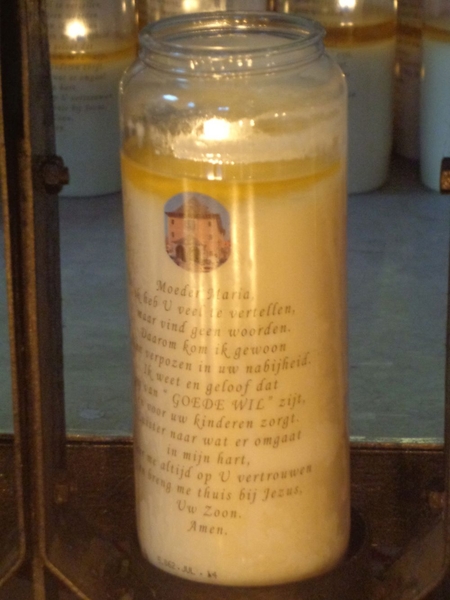 Moeder Maria,
ik heb U veel te vertellen,
maar vind geen woorden.
Daarom kom ik gewoon
verpozen in uw nabijheid.
Ik weet en geloof dat
van "GOEDE WIL" zijt,
voor uw kinderen zorgt.
naar wat er omgaat
in mijn hart,
me altijd op U vertrouwen
breng me thuis bij Jezus,
Uw Zoon.
Amen.